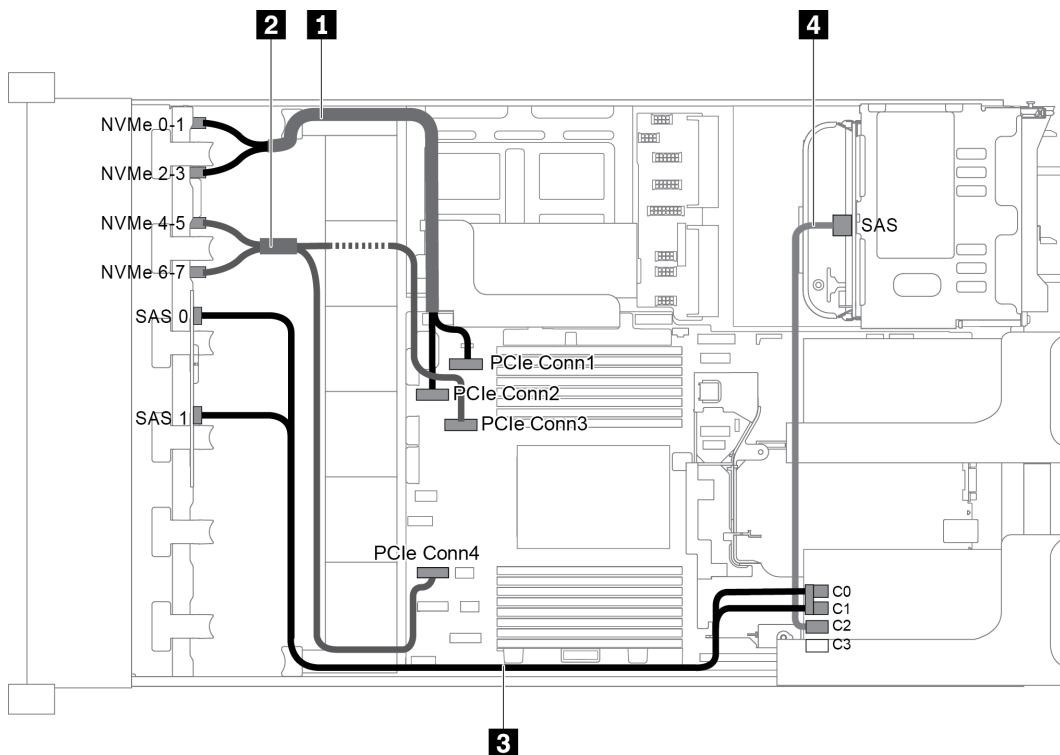 2
1
4
NVMe 0-1
NVMe 2-3
NVMe 4-5
SAS
NVMe 6-7
SAS 0
PCIe Conn1
PCIe Conn2
SAS 1
PCIe Conn3
PCIe Conn4
C0
C1
C2
C3
3